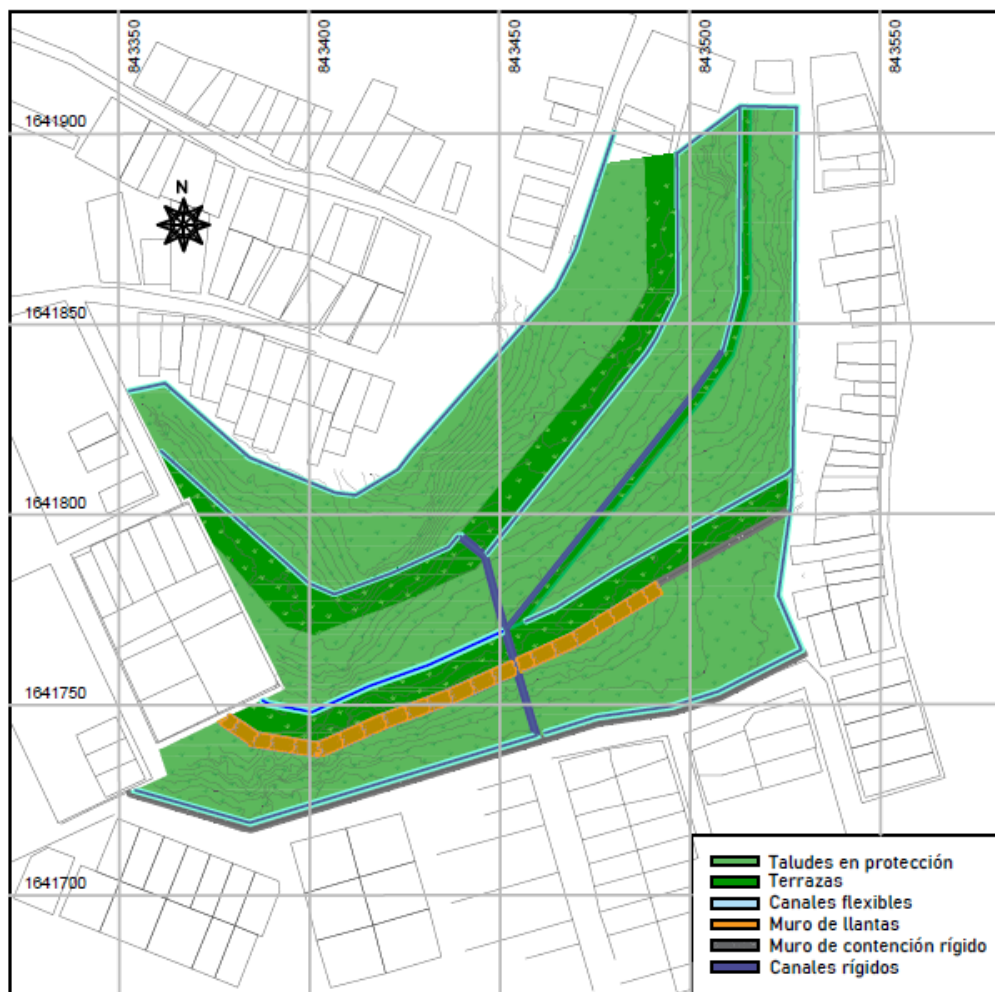 843350
843400
843450
843500
843550
1641900
N
1641850
1641800
1641750
1641700
Taludes en protección
Terrazas
Canales flexibles
Muro de llantas
Muro de contención rígido
Canales rígidos